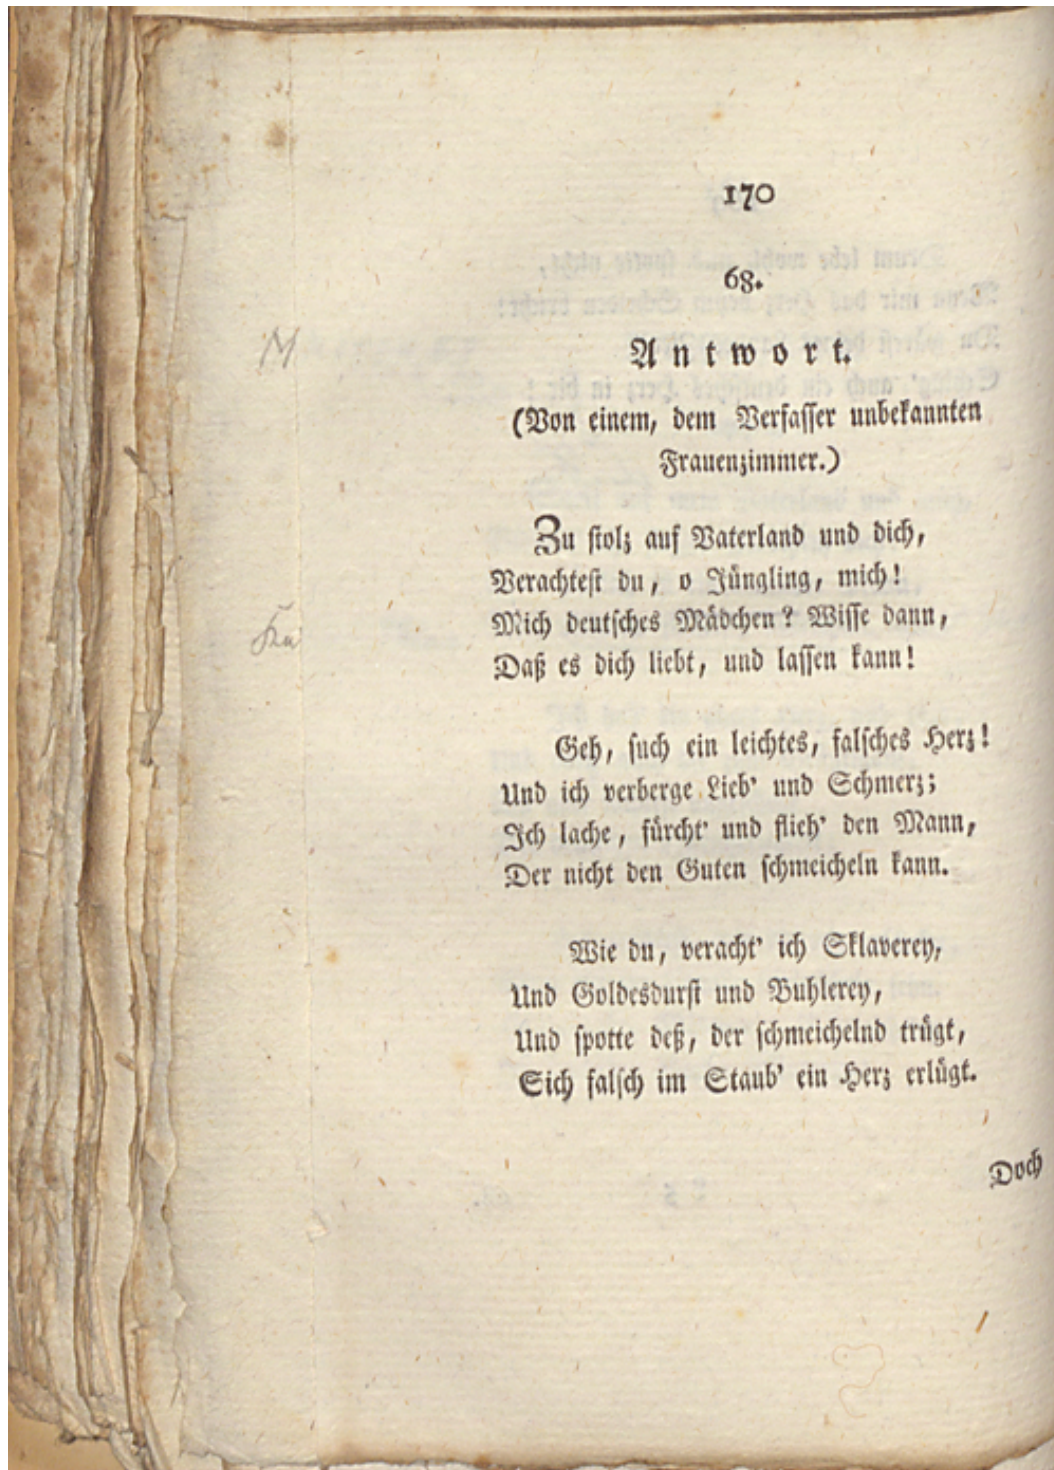 170
68.
Antwort.
(Von einem, dem Verfasser unbekannten
Frauenzimmer.)
Zu stolz auf Vaterland und dich,
Verachtest du, o Jüngling, mich!
Mich deutsches Mädchen? Wisse dann,
Daß es dich liebt, und lassen kann!
Geh, such ein leichtes, falsches Herz!
Und ich verberge Lieb' und Schmerz;
Ich lache, fürcht' und flieh' den Mann,
Der nicht den Guten schmeicheln kann.
Wie du, veracht' ich Sklaverey,
Und Goldesdurst und Buhlerey,
Und spotte deß, der schmeichelnd trügt,
Sich falsch im Staub' ein Herz erlügt.
Doch